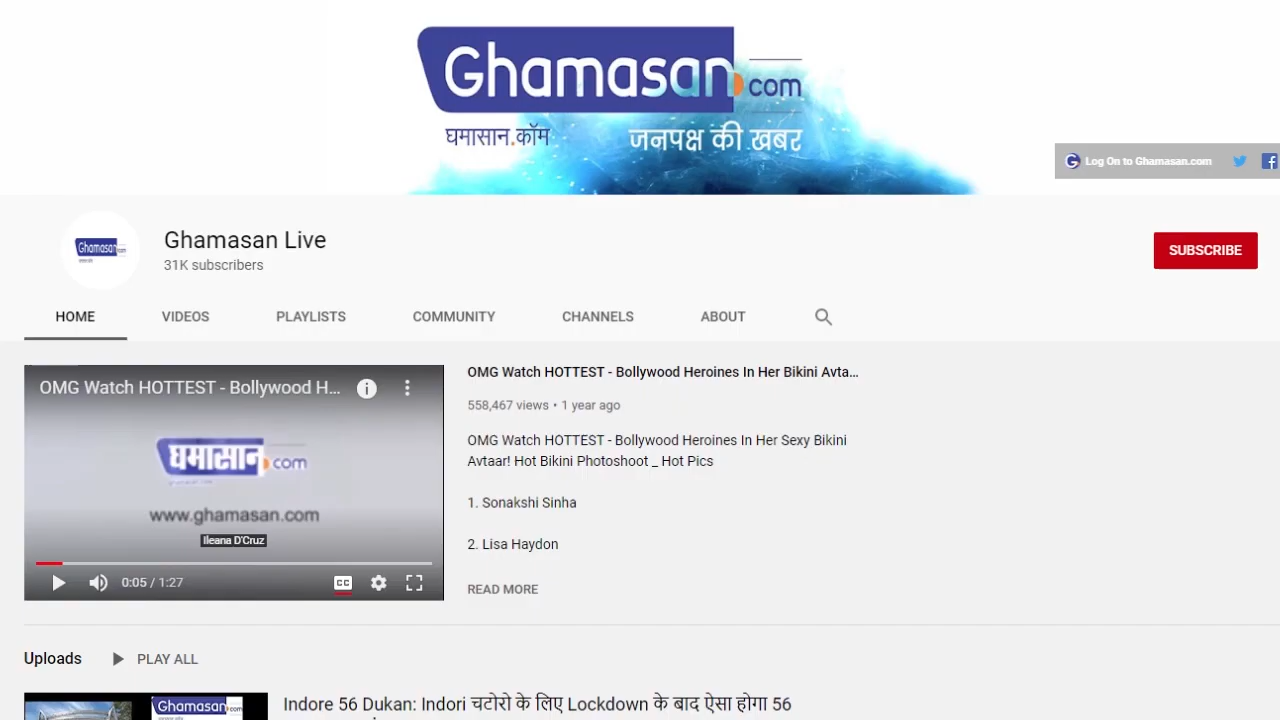 Ghamasan.com
घमासान.कॉम
जनपक्ष की खबर
Log On to Ghamasan.com
Ghamasan.com
Ghamasan Live
31K subscribers
SUBSCRIBE
HOME VIDEOS PLAYLISTS COMMUNITY CHANNELS ABOUT
OMG Watch HOTTEST - Bollywood H...
घमासान.com
www.ghamasan.com
Ileana D'Cruz
0:05 / 1:27
CC
OMG Watch HOTTEST - Bollywood Heroines In Her Bikini Avta...
558,467 views • 1 year ago
OMG Watch HOTTEST - Bollywood Heroines In Her Sexy Bikini
Avtaar! Hot Bikini Photoshoot _ Hot Pics
1. Sonakshi Sinha
2. Lisa Haydon
READ MORE
Uploads PLAY ALL
Ghamasan.com
Indore 56 Dukan: Indori चटोरो के लिए Lockdown के बाद ऐसा होगा 56